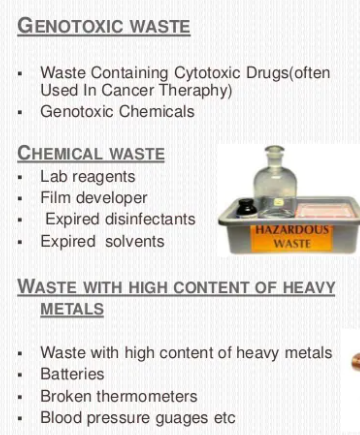 GENOTOXIC WASTE
▪ Waste Containing Cytotoxic Drugs(often
Used In Cancer Theraphy)
▪ Genotoxic Chemicals
CHEMICAL WASTE
▪ Lab reagents
▪ Film developer
▪ Expired disinfectants
▪ Expired solvents
HAZARDOUS
WASTE
WASTE WITH HIGH CONTENT OF HEAVY
METALS
▪ Waste with high content of heavy metals
▪ Batteries
▪ Broken thermometers
▪ Blood pressure guages etc